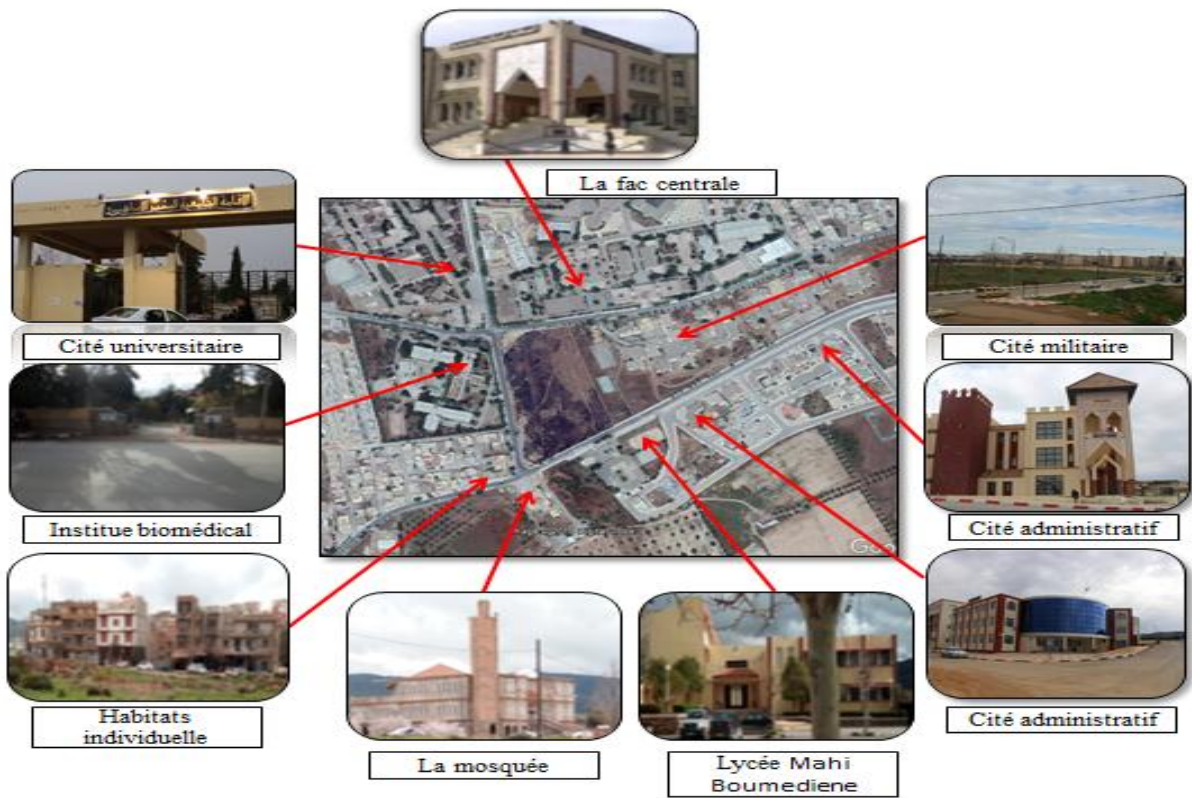 La fac centrale
Cité universitaire
Cité militaire
Institue biomédical
Cité administratif
Habitats
individuelle
La mosquée
Lycée Mahi
Boumediene
Cité administratif
Goo